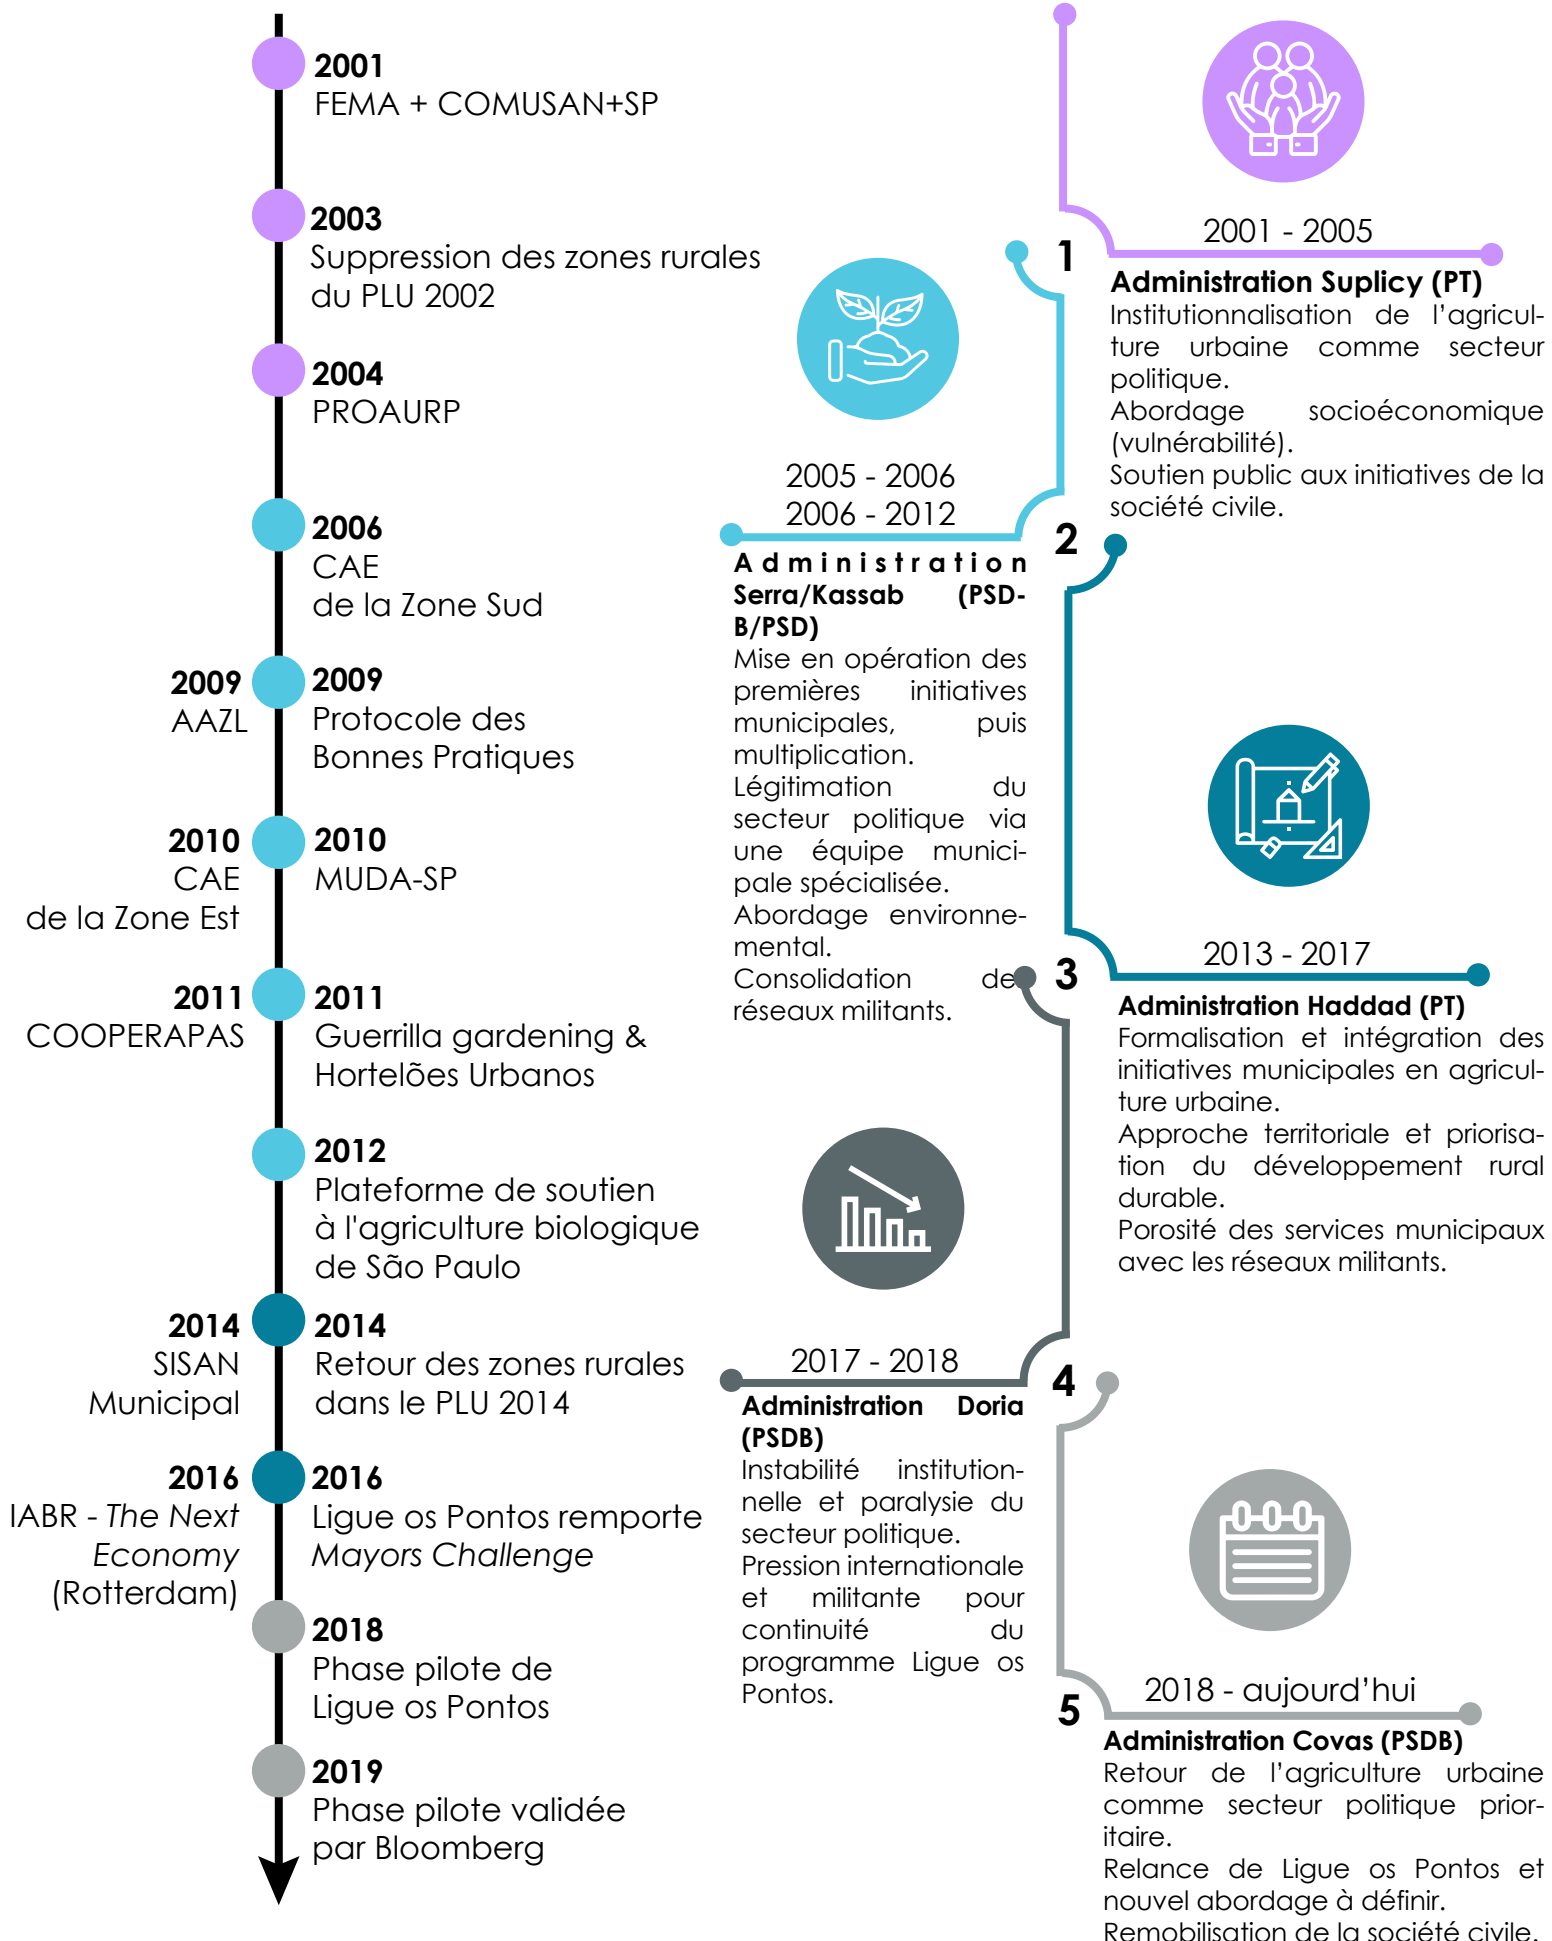 2001
FEMA + COMUSAN+SP
2003
Suppression des zones rurales
du PLU 2002
2004
PROAURP
2006
CAE
de la Zone Sud
2009
AAZL
2009
Protocole des
Bonnes Pratiques
2010
CAE
de la Zone Est
2010
MUDA-SP
2011
COOPERAPAS
2011
Guerrilla gardening &
Hortelões Urbanos
2012
Plateforme de soutien
à l'agriculture biologique
de São Paulo
2014
SISAN
Municipal
2014
Retour des zones rurales
dans le PLU 2014
2016
IABR - The Next
Economy
(Rotterdam)
2016
Ligue os Pontos remporte
Mayors Challenge
2018
Phase pilote de
Ligue os Pontos
2019
Phase pilote validée
par Bloomberg
1
2001 - 2005
Administration Suplicy (PT)
Institutionnalisation de l’agricul-
ture urbaine comme secteur
politique.
Abordage socioéconomique
(vulnérabilité).
Soutien public aux initiatives de la
société civile.
2
2005 - 2006
2006 - 2012
Administration
Serra/Kassab (PSD-
B/PSD)
Mise en opération des
premières initiatives
municipales, puis
multiplication.
Légitimation du
secteur politique via
une équipe munici-
pale spécialisée.
Abordage environne-
mental.
Consolidation de
réseaux militants.
3
2013 - 2017
Administration Haddad (PT)
Formalisation et intégration des
initiatives municipales en agricul-
ture urbaine.
Approche territoriale et priorisa-
tion du développement rural
durable.
Porosité des services municipaux
avec les réseaux militants.
4
2017 - 2018
Administration Doria
(PSDB)
Instabilité institution-
nelle et paralysie du
secteur politique.
Pression internationale
et militante pour
continuité du
programme Ligue os
Pontos.
5
2018 - aujourd’hui
Administration Covas (PSDB)
Retour de l’agriculture urbaine
comme secteur politique prior-
itaire.
Relance de Ligue os Pontos et
nouvel abordage à définir.
Remobilisation de la société civile.